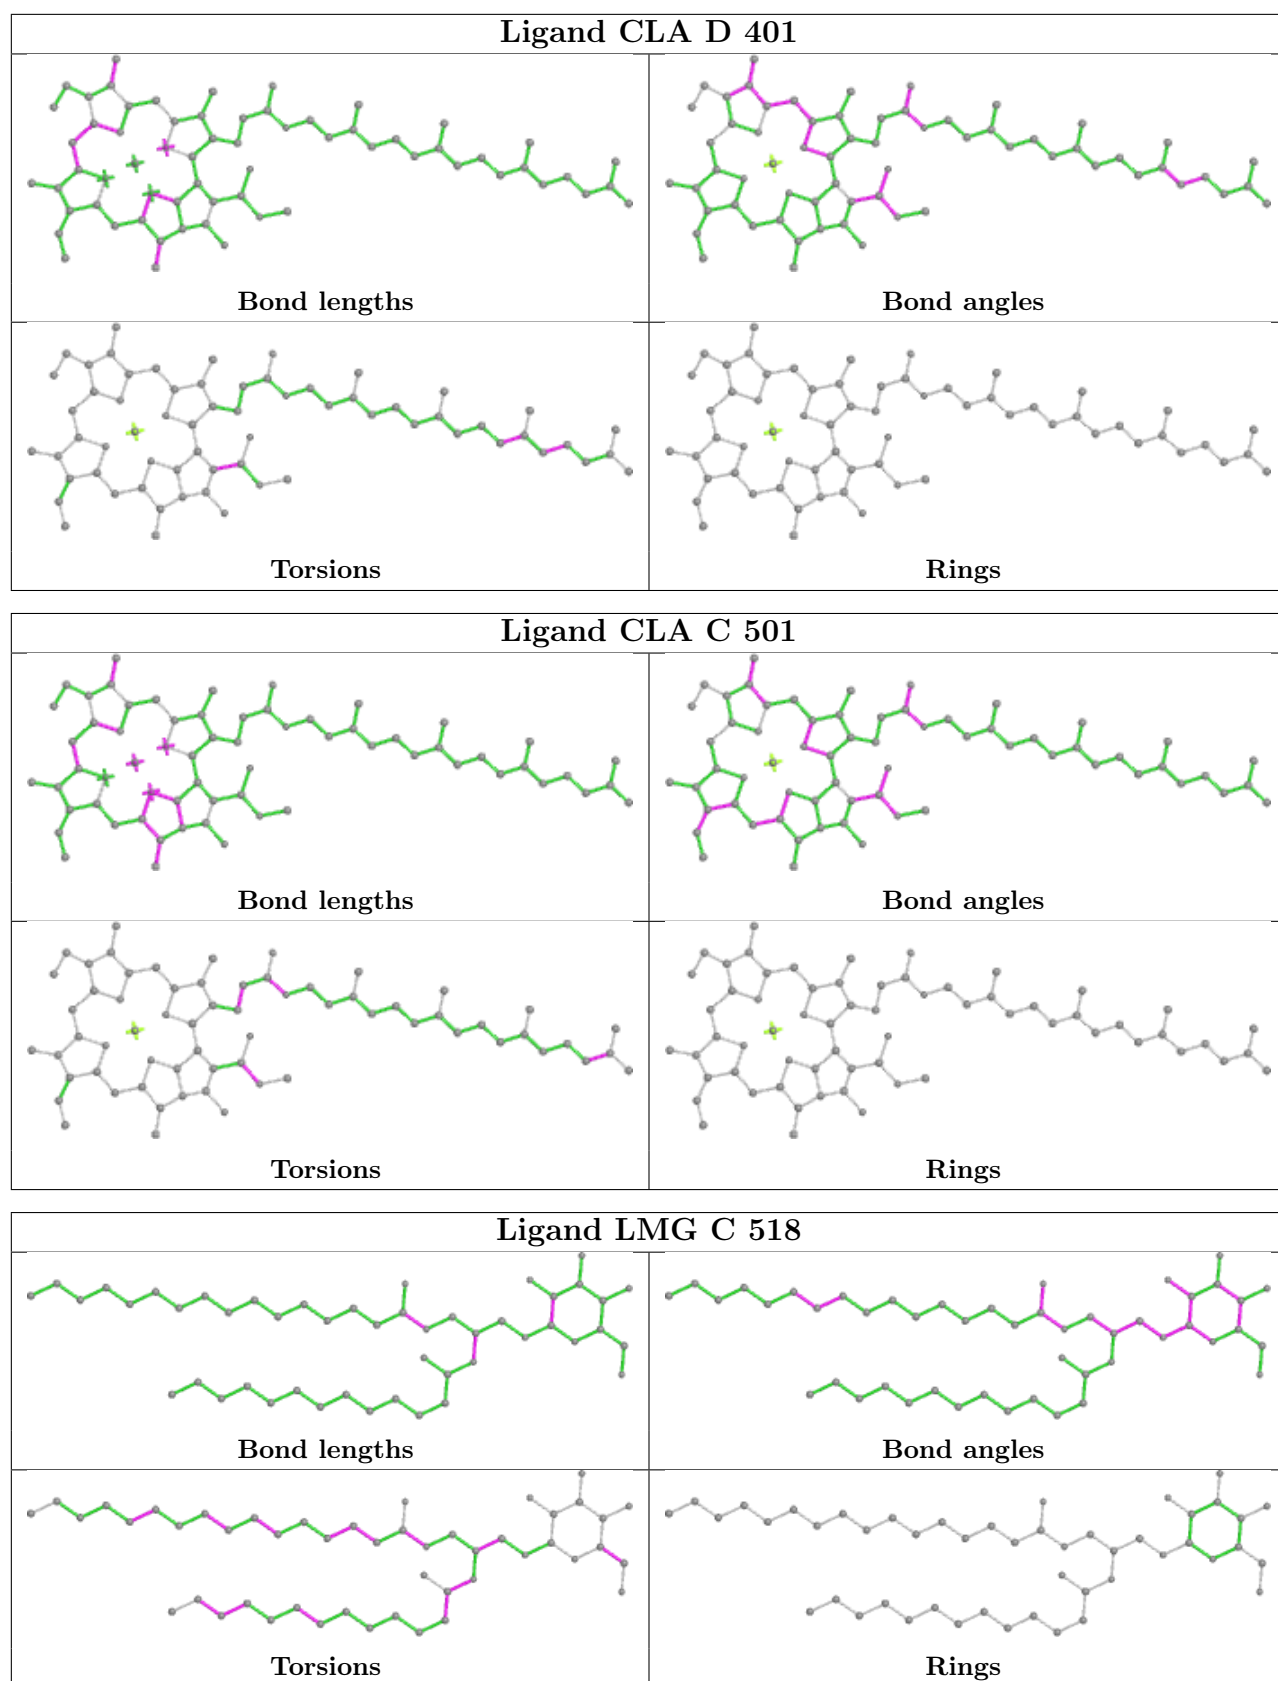 Ligand CLA D 401
Bond lengths
Bond angles
Torsions
Rings
Ligand CLA C 501
Bond lengths
Bond angles
Torsions
Rings
Ligand LMG C 518
Bond lengths
Bond angles
Torsions
Rings